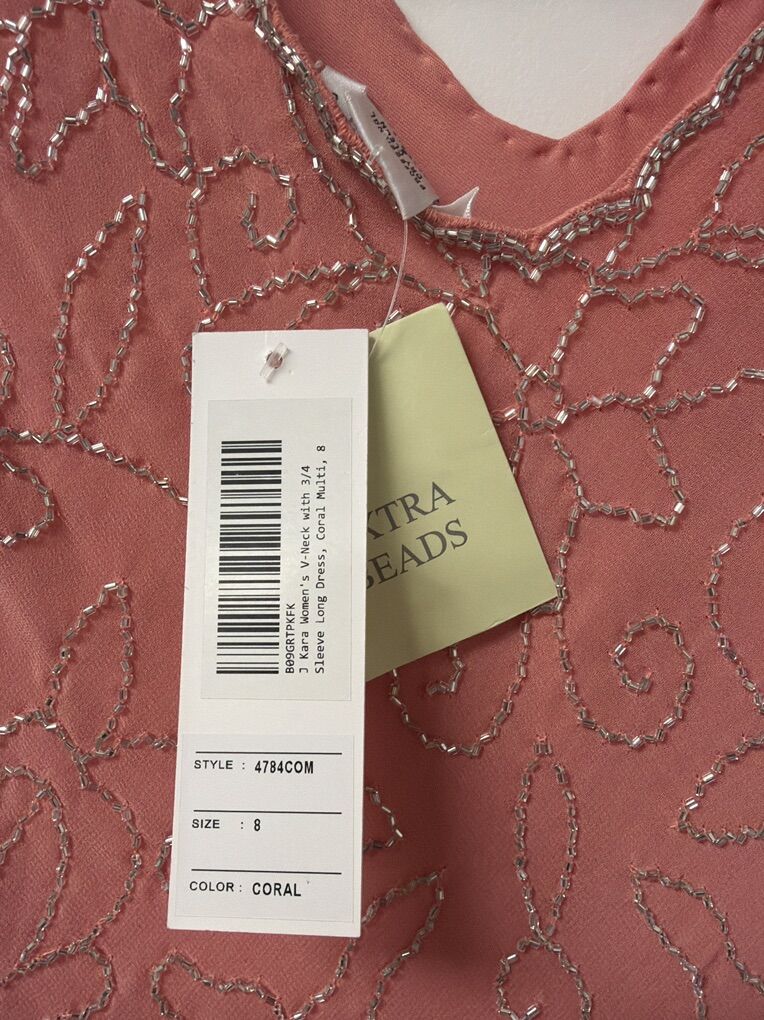 B09GRTPKFK
J Kara Women's V-Neck with 3/4
Sleeve Long Dress, Coral Multi, 8
STYLE : 4784COM
SIZE : 8
COLOR : CORAL
XTRA
BEADS